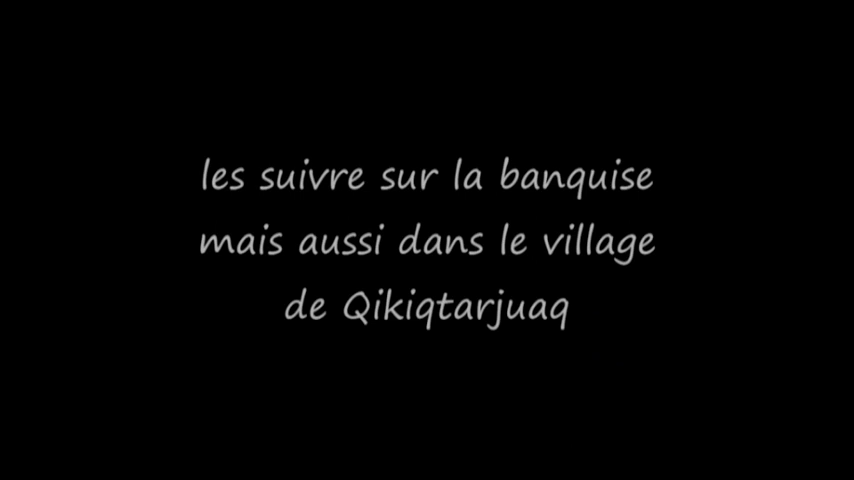 les suivre sur la banquise
mais aussi dans le village
de Qikiqtarjuaq